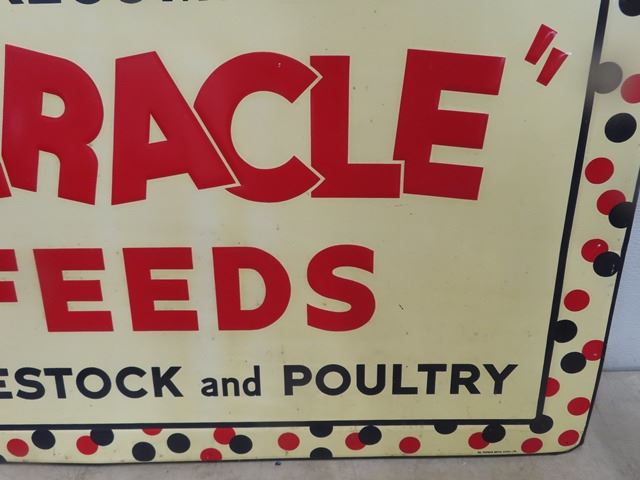 RACLE"
FEEDS
ESTOCK and POULTRY